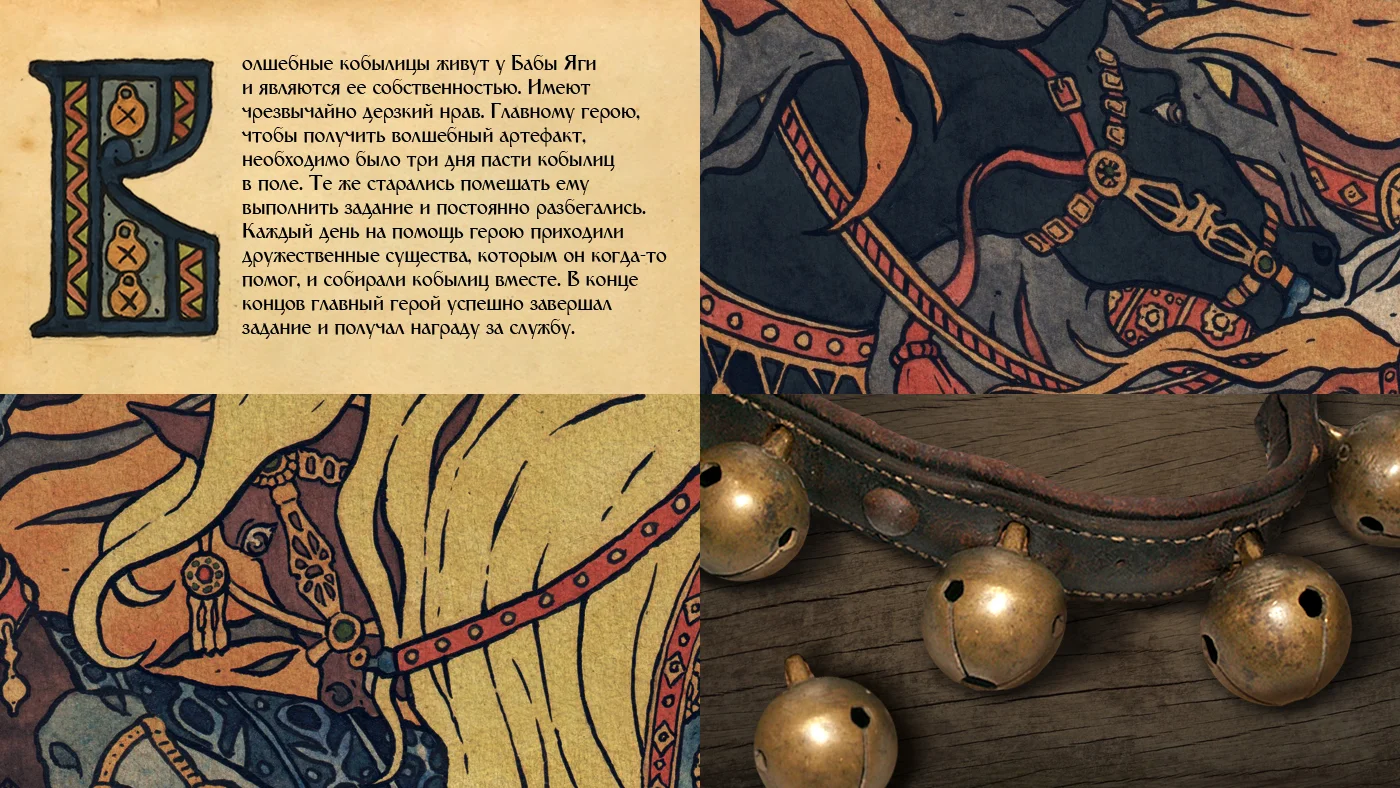 Волшебные кобылицы живут у Бабы Яги
и являются ее собственностью. Имеют
чрезвычайно дерзкий нрав. Главному герою,
чтобы получить волшебный артефакт,
необходимо было три дня пасти кобылиц
в поле. Те же старались помешать ему
выполнить задание и постоянно разбегались.
Каждый день на помощь герою приходили
дружественные существа, которым он когда-то
помог, и собирали кобылиц вместе. В конце
концов главный герой успешно завершал
задание и получал награду за службу.